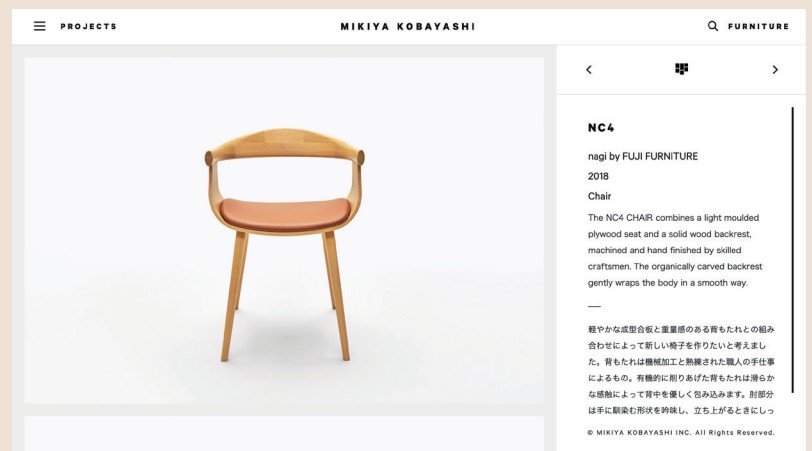 PROJECTS
MIKIYA KOBAYASHI
FURNITURE
NC4
nagi by FUJI FURNITURE
2018
Chair
The NC4 CHAIR combines a light moulded
plywood seat and a solid wood backrest,
machined and hand finished by skilled
craftsmen. The organically carved backrest
gently wraps the body in a smooth way.
軽やかな成型合板と重量感のある背もたれとの組み
合わせによって新しい椅子を作りたいと考えまし
た。背もたれは機械加工と熟練された職人の手仕事
によるもの。有機的に削りあげた背もたれは滑らか
な感触によって背中を優しく包み込みます。肘部分
は手に馴染む形状を吟味し、立ち上がるときにしっ
© MIKIYA KOBAYASHI INC. All Rights Reserved.